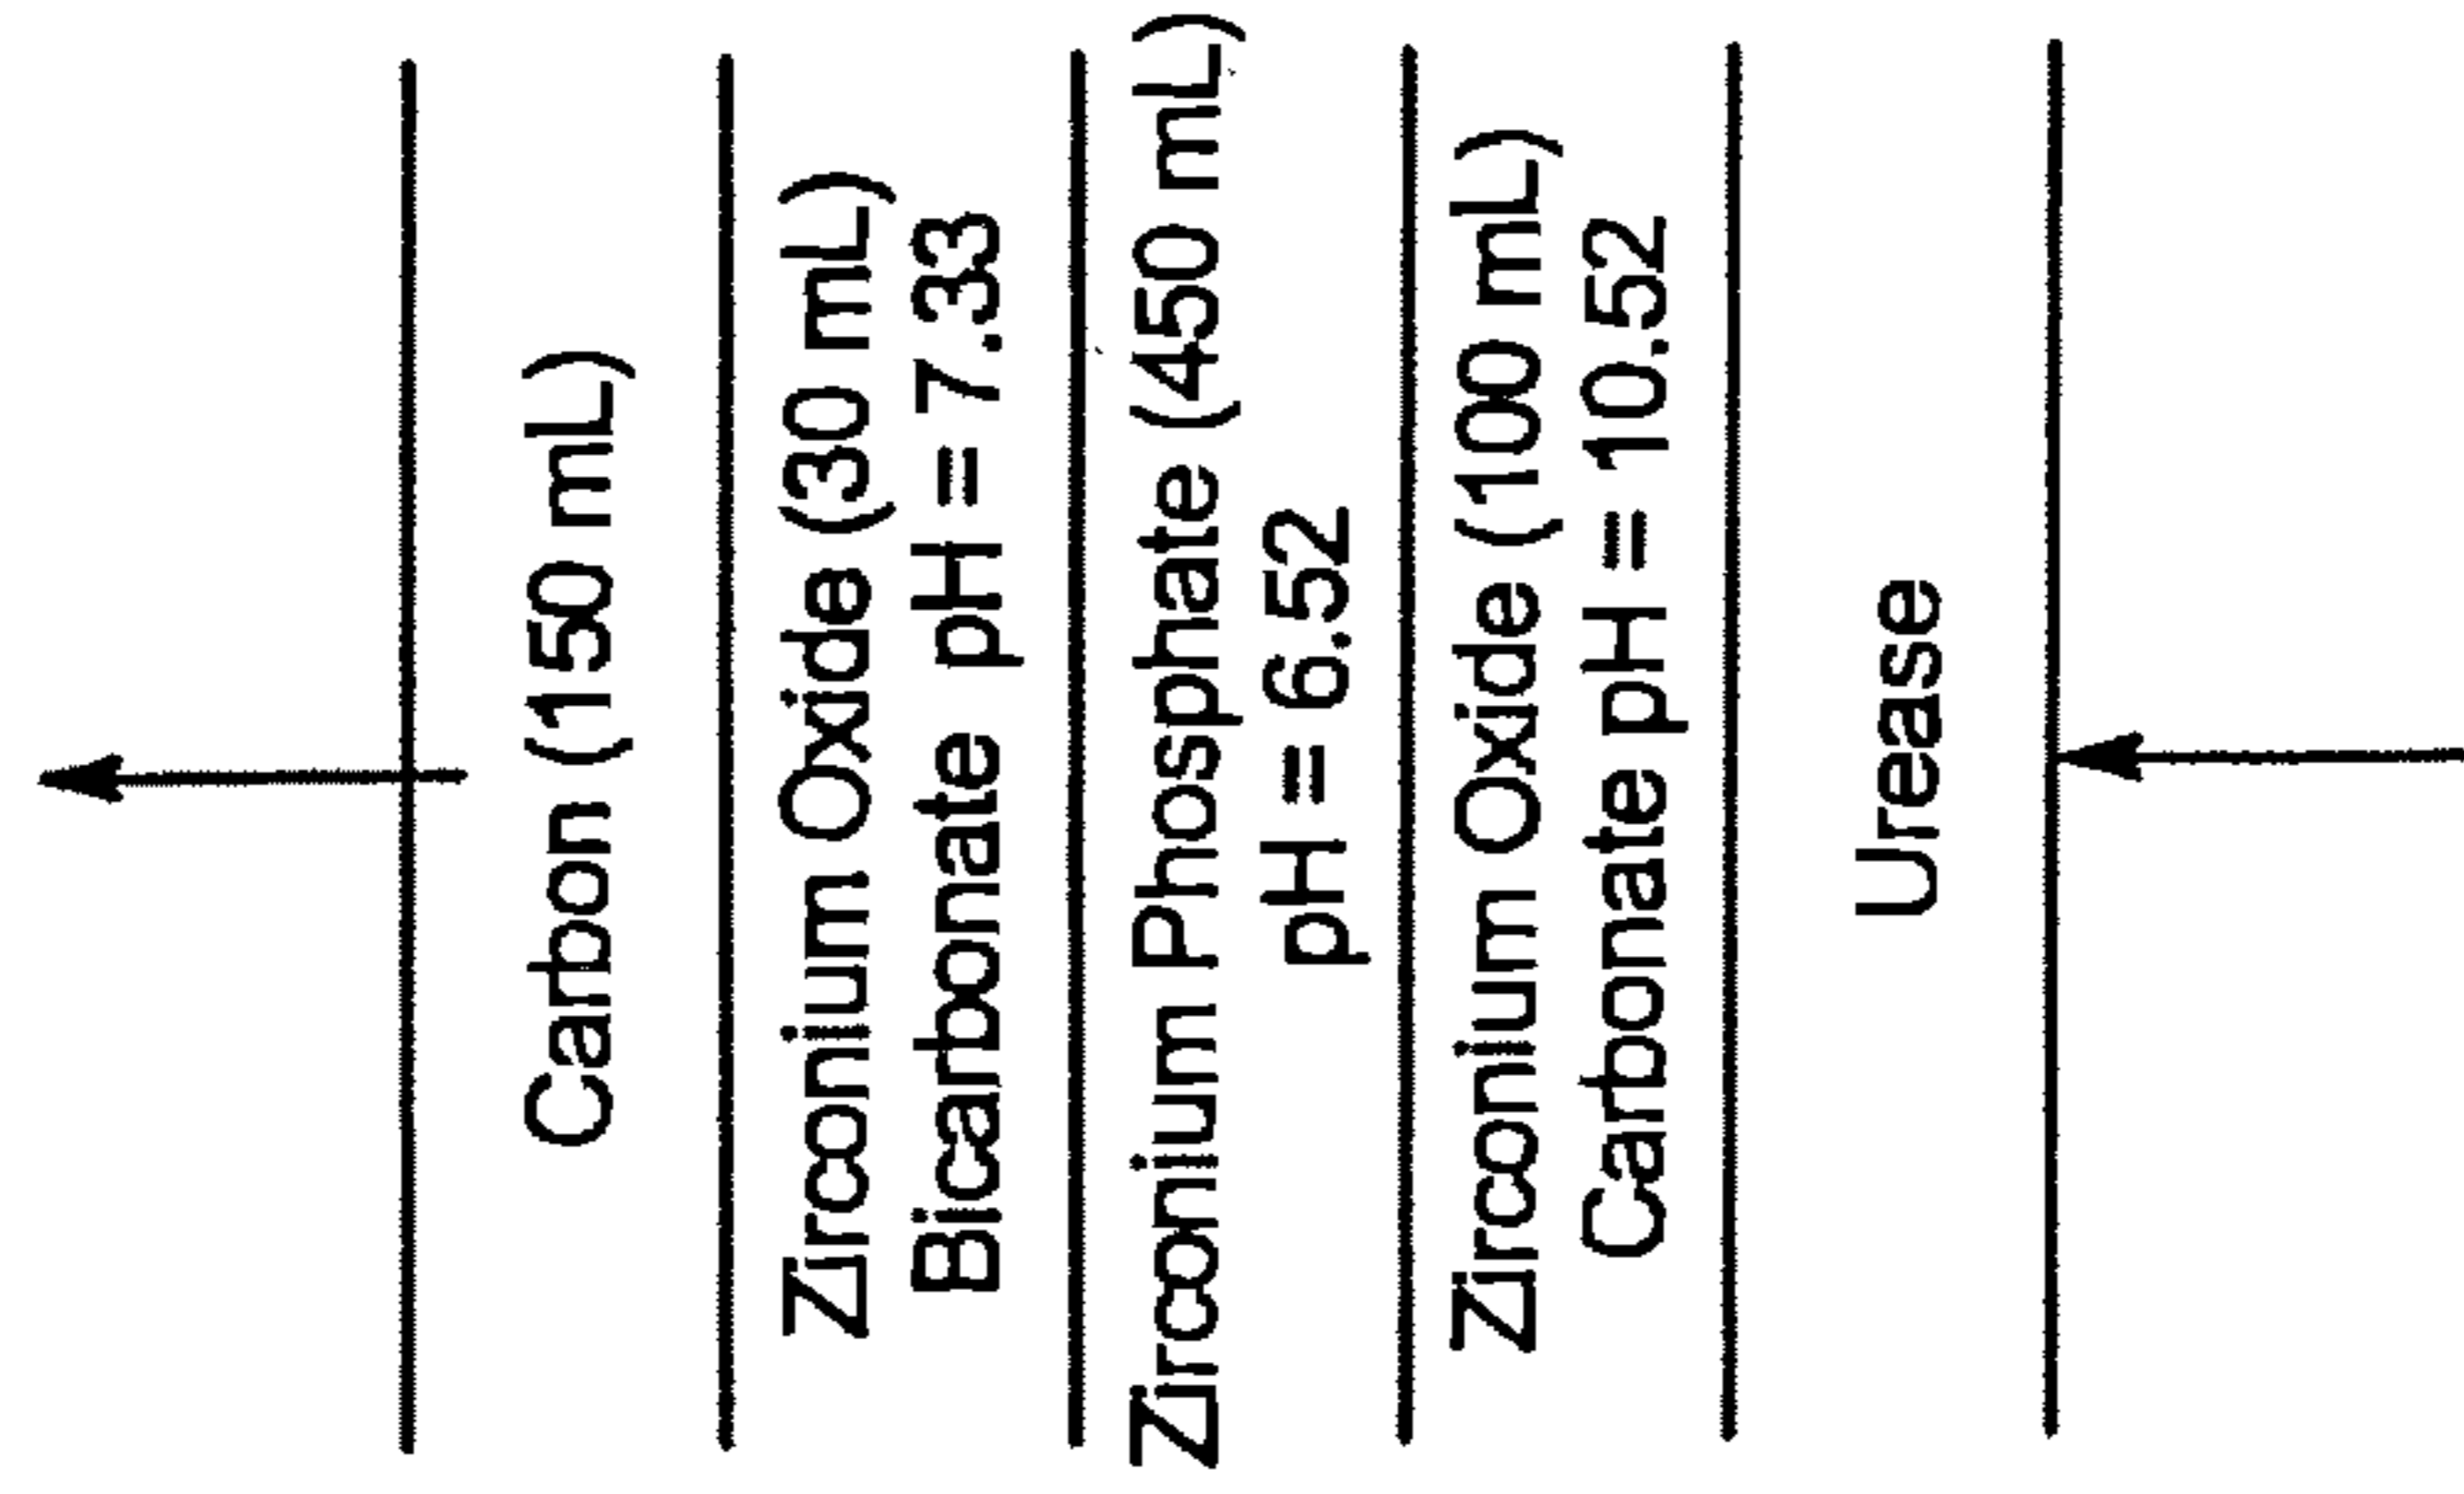 Carbon (150 mL)
Zirconium Oxide (30 mL)
Bicarbonate pH = 7.33
Zirconium Phosphate (450 mL)
pH = 6.52
Zirconium Oxide (100 mL)
Carbonate pH = 10.52
Urease